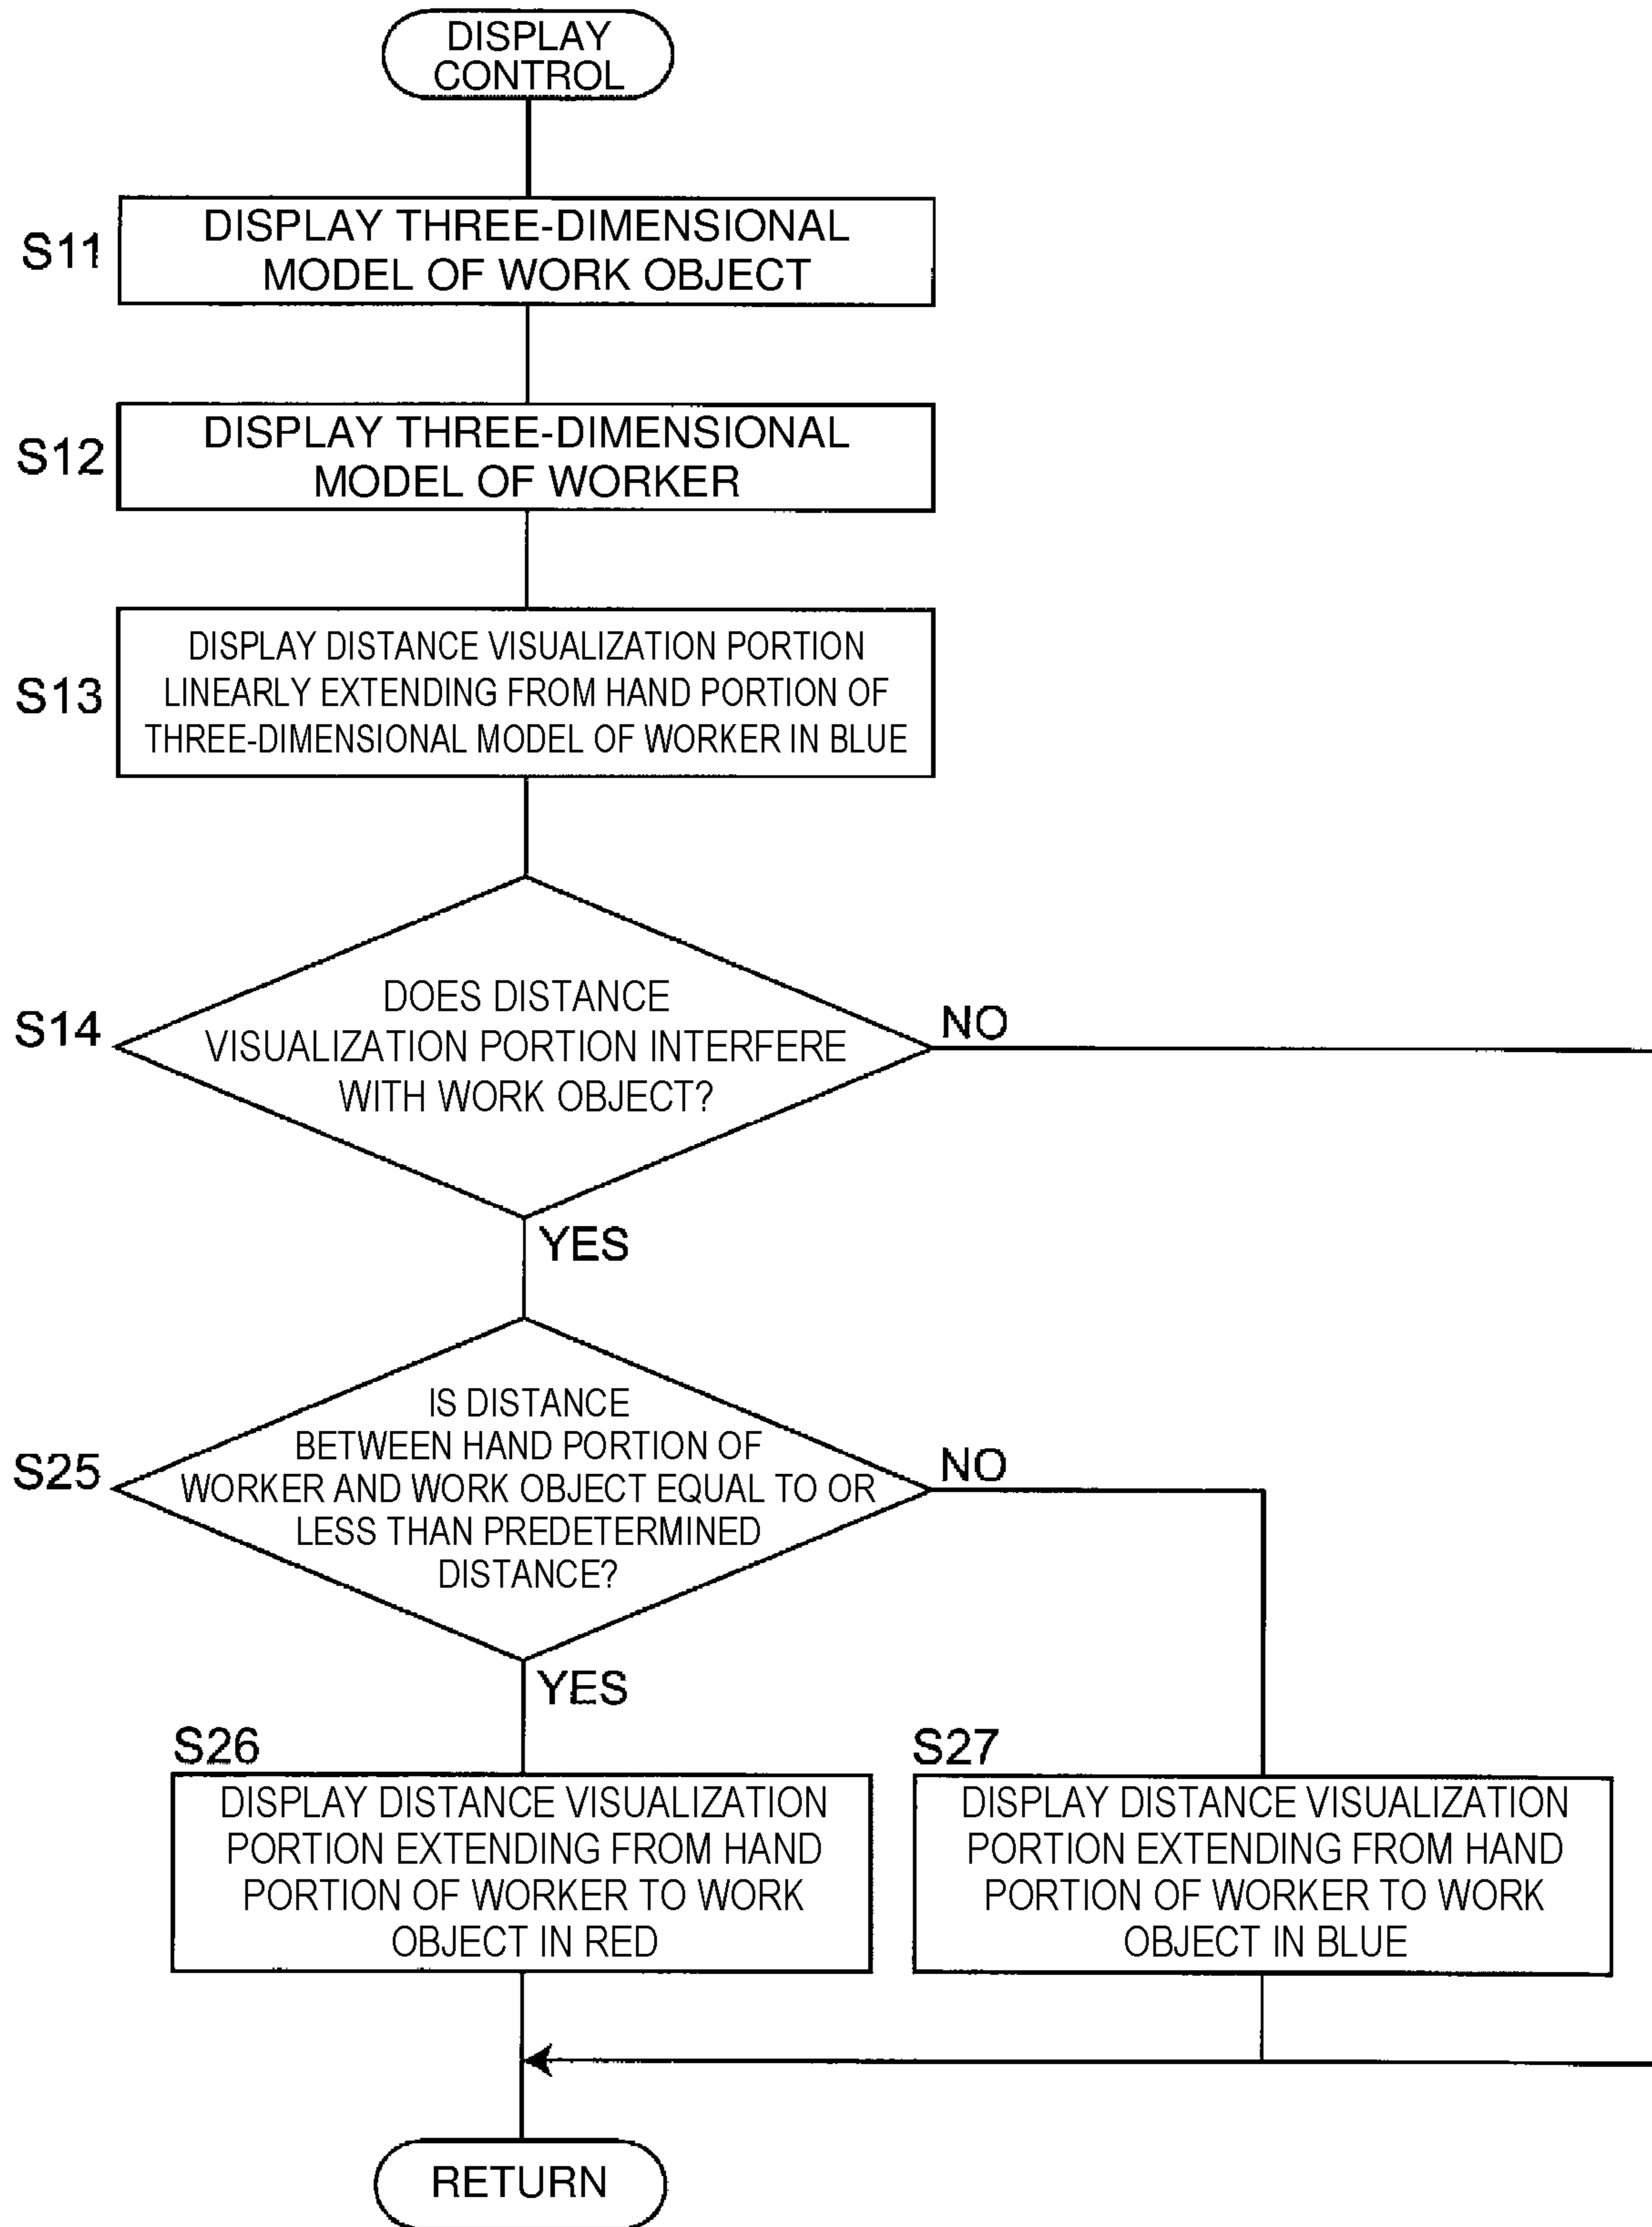 DISPLAY
CONTROL
S11
DISPLAY THREE-DIMENSIONAL
MODEL OF WORK OBJECT
S12
DISPLAY THREE-DIMENSIONAL
MODEL OF WORKER
S13
DISPLAY DISTANCE VISUALIZATION PORTION
LINEARLY EXTENDING FROM HAND PORTION OF
THREE-DIMENSIONAL MODEL OF WORKER IN BLUE
S14
DOES DISTANCE
VISUALIZATION PORTION INTERFERE
WITH WORK OBJECT?
NO
YES
S25
IS DISTANCE
BETWEEN HAND PORTION OF
WORKER AND WORK OBJECT EQUAL TO OR
LESS THAN PREDETERMINED
DISTANCE?
NO
YES
S26
DISPLAY DISTANCE VISUALIZATION
PORTION EXTENDING FROM HAND
PORTION OF WORKER TO WORK
OBJECT IN RED
S27
DISPLAY DISTANCE VISUALIZATION
PORTION EXTENDING FROM HAND
PORTION OF WORKER TO WORK
OBJECT IN BLUE
RETURN